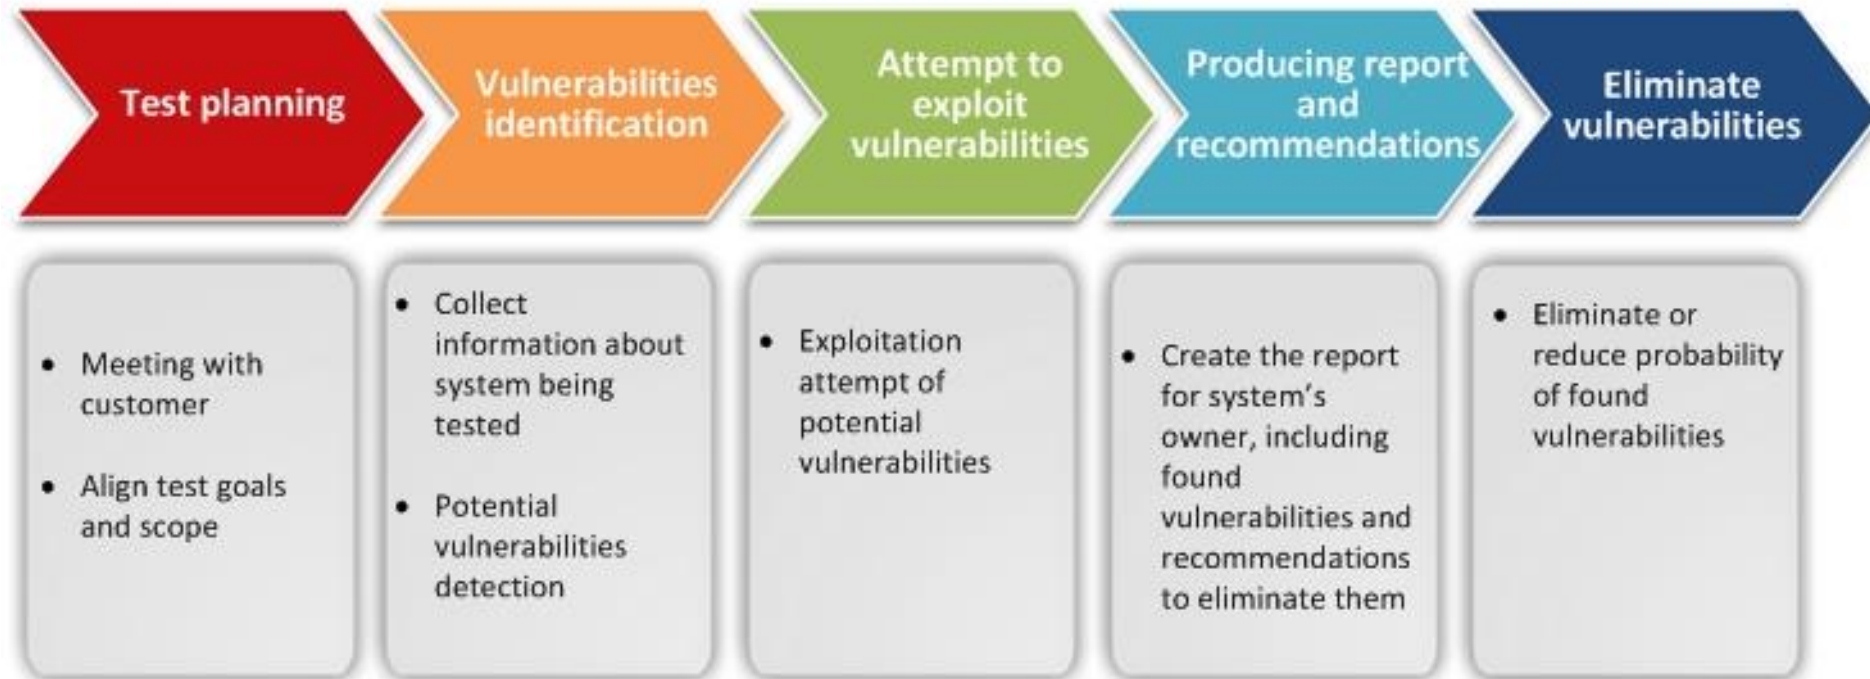 Test planning
Vulnerabilities
identification
Attempt to
exploit
vulnerabilities
Producing report
and
recommendations
Eliminate
vulnerabilities
• Meeting with
customer
• Align test goals
and scope
• Collect
information about
system being
tested
• Potential
vulnerabilities
detection
• Exploitation
attempt of
potential
vulnerabilities
• Create the report
for system's
owner, including
found
vulnerabilities and
recommendations
to eliminate them
• Eliminate or
reduce probability
of found
vulnerabilities